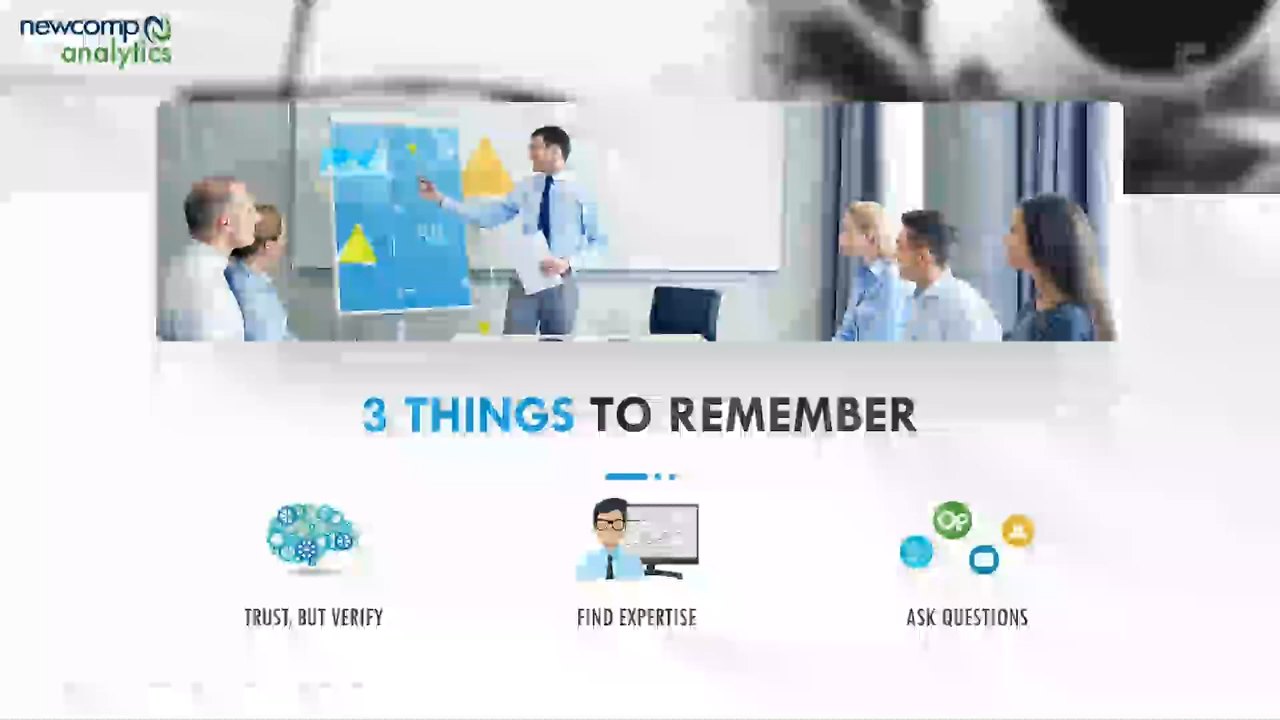 newcomp
analytics
3 THINGS TO REMEMBER
TRUST, BUT VERIFY
FIND EXPERTISE
ASK QUESTIONS